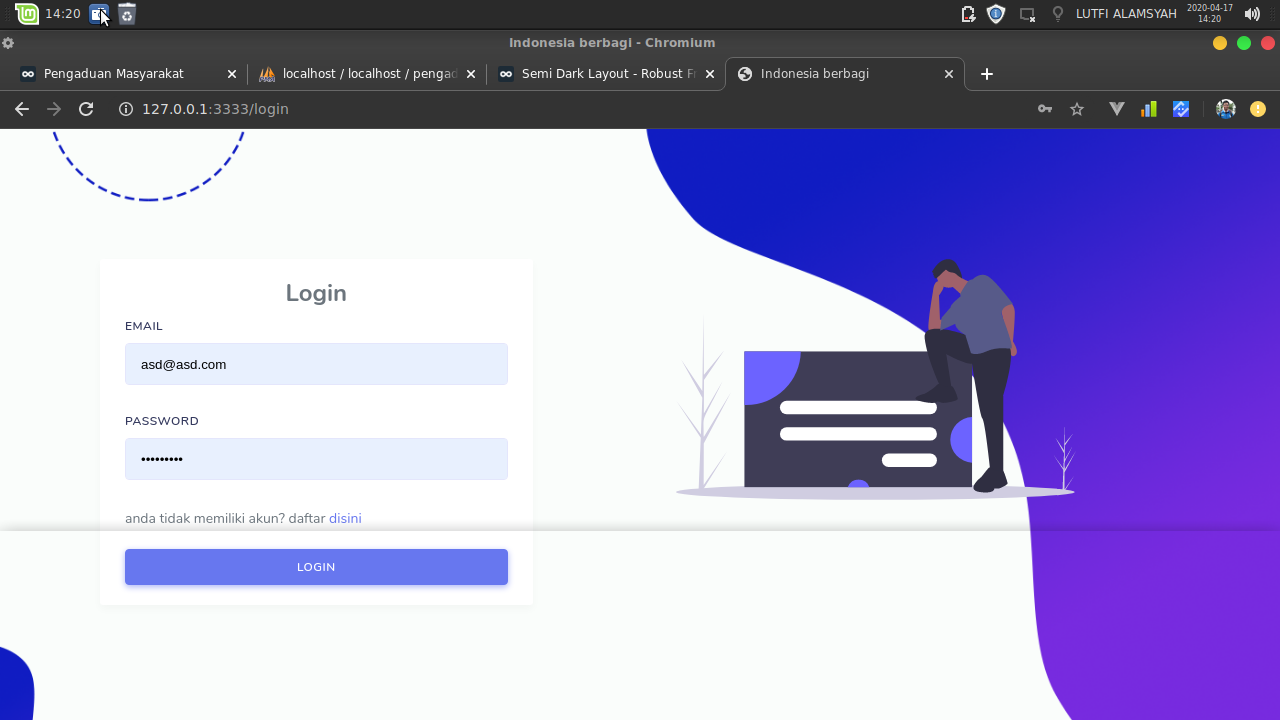 14:20
LUTFI ALAMSYAH
2020-04-17
14:20
Indonesia berbagi - Chromium
Pengaduan Masyarakat
localhost / localhost / pengad
Semi Dark Layout - Robust Fr
Indonesia berbagi
127.0.0.1:3333/login
Login
EMAIL
asd@asd.com
PASSWORD
•••••••••
anda tidak memiliki akun? daftar disini
LOGIN